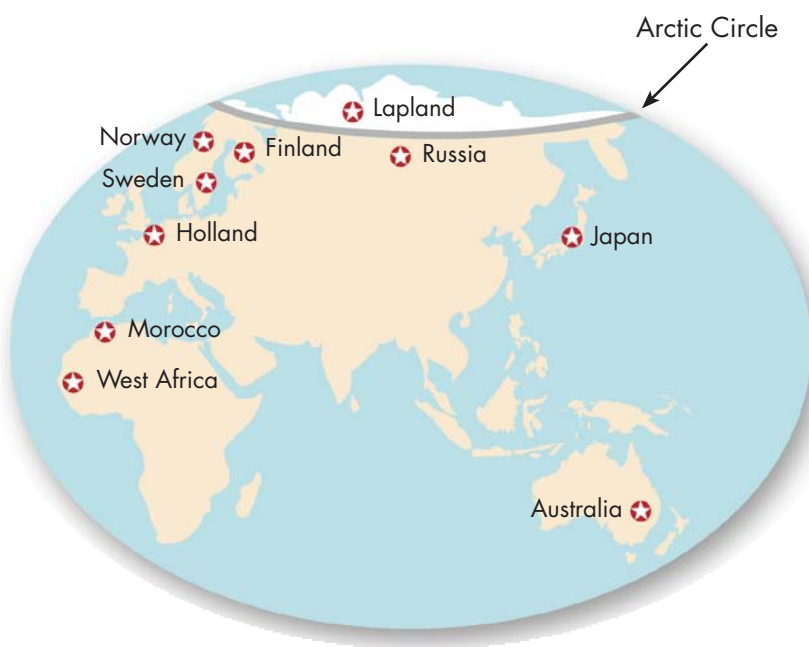 Arctic Circle
Lapland
Norway
Finland
Russia
Sweden
Holland
Japan
Morocco
West Africa
Australia